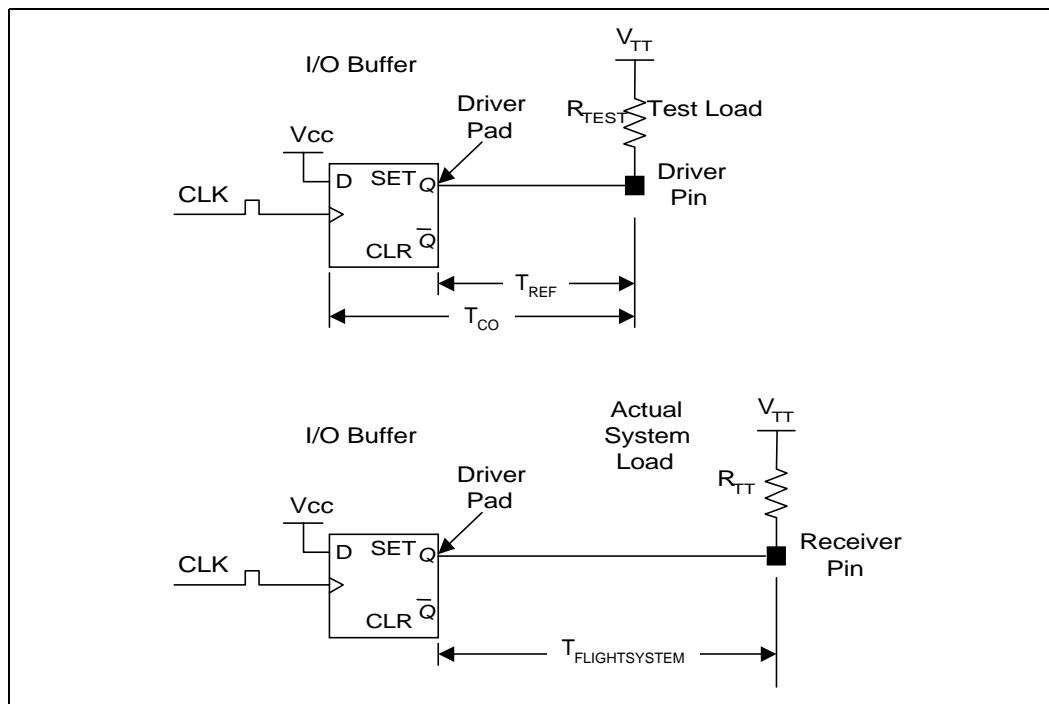 V_TT
I/O Buffer
Driver
Pad
R_TEST Test Load
Vcc
D SET Q
Driver
Pin
CLK
CLR Q̅
T_REF
T_CO
Actual
System
Load
V_TT
I/O Buffer
Driver
Pad
R_TT
Vcc
D SET Q
Receiver
Pin
CLK
CLR Q̅
T_FLIGHTSYSTEM